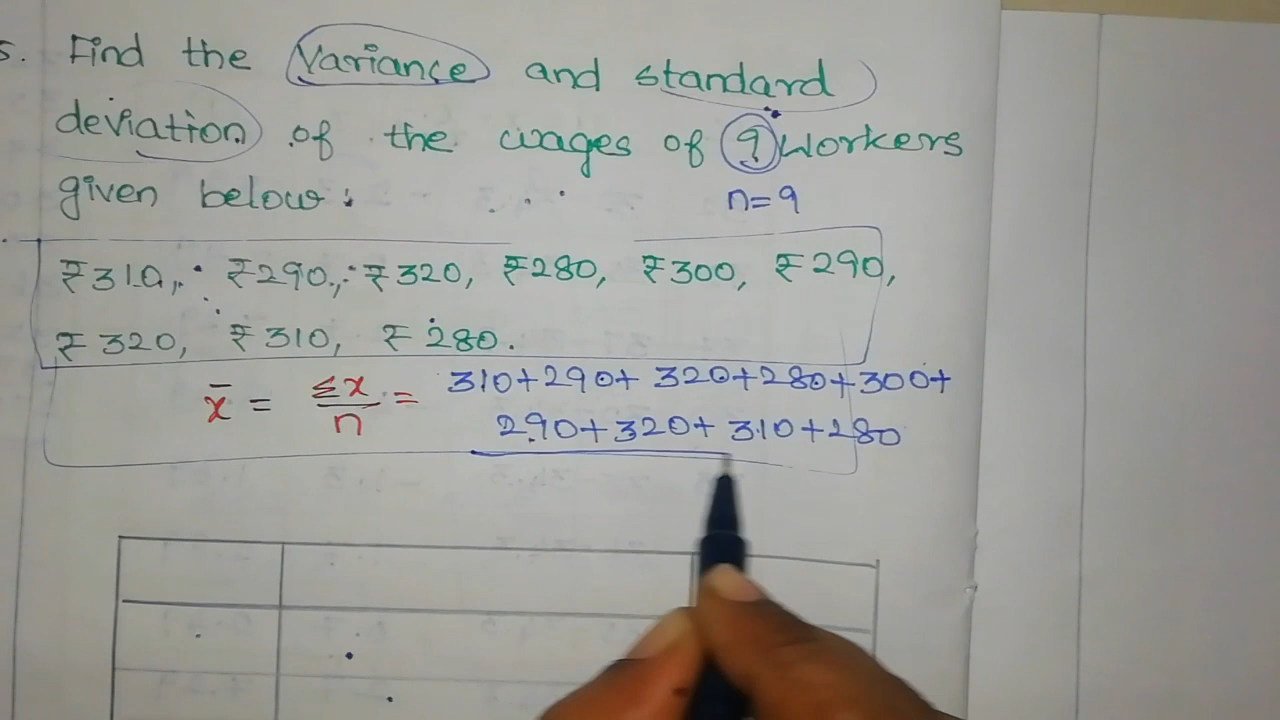 5. Find the Variance and standard
deviation of the wages of 9 Workers
given below:
n=9
₹310, ₹290, ₹320, ₹280, ₹300, ₹290,
₹320, ₹310, ₹280.
x̄ = Σx/n = 310+290+320+280+300+
290+320+310+280